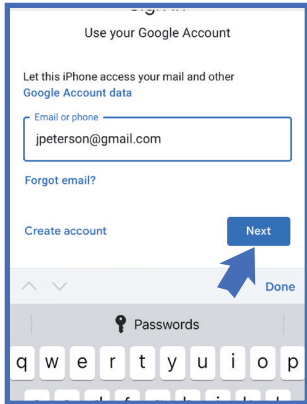 Use your Google Account
Let this iPhone access your mail and other
Google Account data
Email or phone
jpeterson@gmail.com
Forgot email?
Create account
Next
Done
Passwords
q w e r t y u i o p